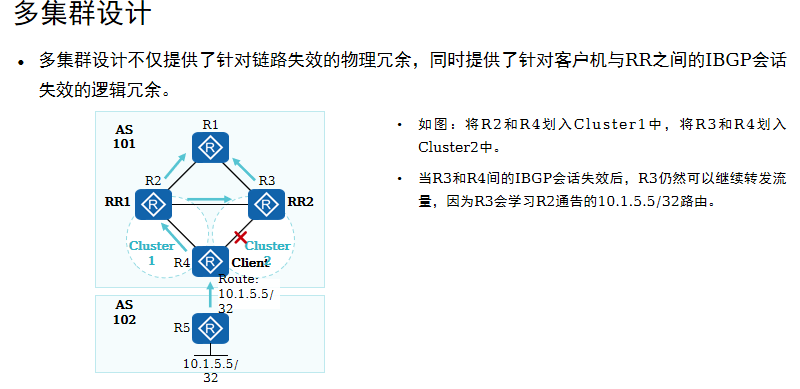 多集群设计
• 多集群设计不仅提供了针对链路失效的物理冗余，同时提供了针对客户机与RR之间的IBGP会话
失效的逻辑冗余。
AS
101
R1
R2
R3
RR1
R
R
R
RR2
Cluster
1
Cluster
2
R4
R
Client
Route:
10.1.5.5/
32
AS
102
R5
R
10.1.5.5/
32
• 如图：将R2和R4划入Cluster1中，将R3和R4划入
Cluster2中。
• 当R3和R4间的IBGP会话失效后，R3仍然可以继续转发流
量，因为R3会学习R2通告的10.1.5.5/32路由。